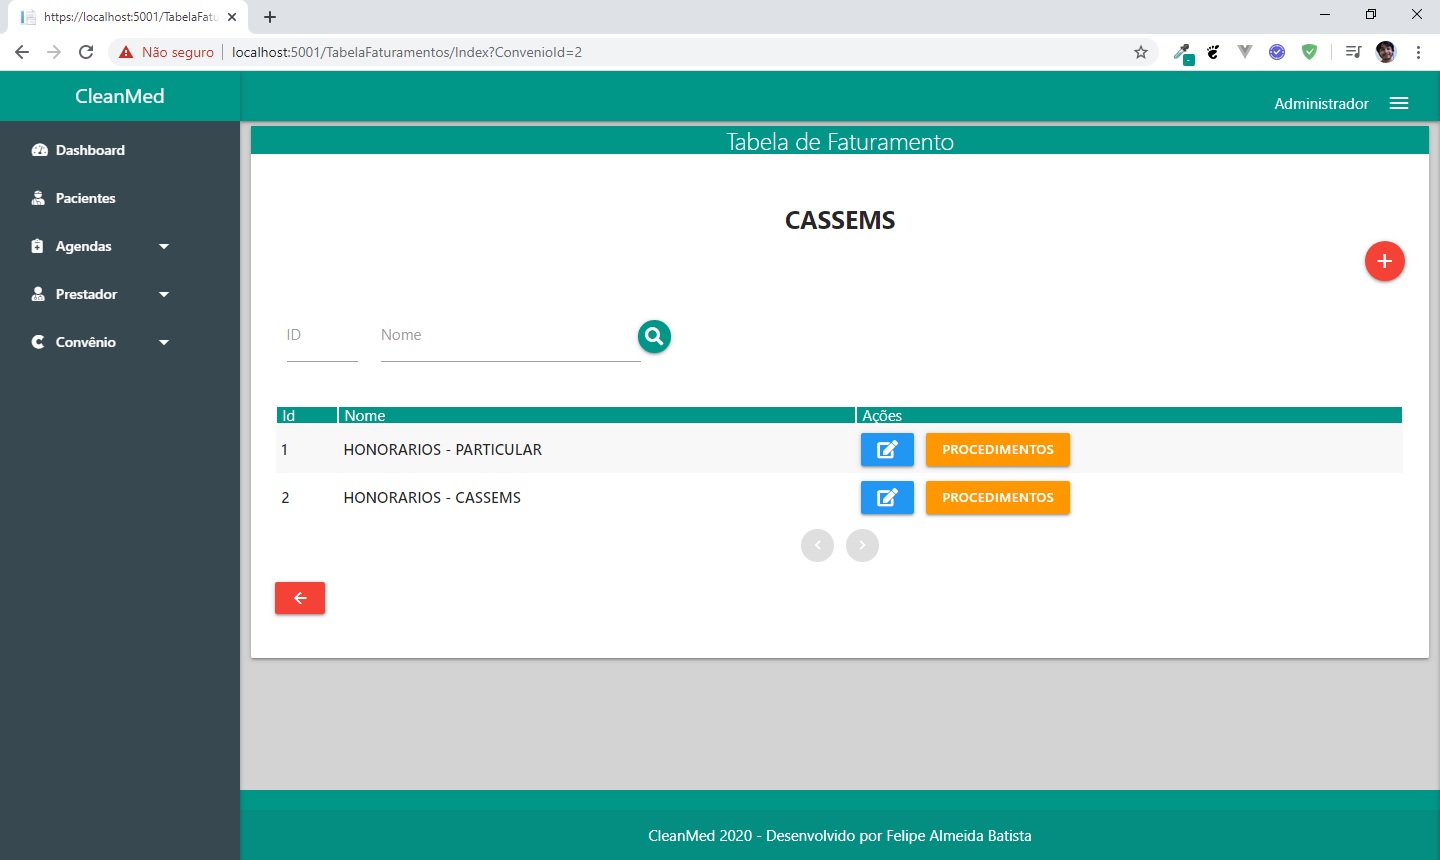 https://localhost:5001/TabelaFatu
Não seguro
localhost:5001/TabelaFaturamentos/Index?ConvenioId=2
CleanMed
Administrador
Dashboard
Pacientes
Agendas
Prestador
Convênio
Tabela de Faturamento
CASSEMS
ID
Nome
Id Nome Ações
1 HONORARIOS - PARTICULAR PROCEDIMENTOS
2 HONORARIOS - CASSEMS PROCEDIMENTOS
CleanMed 2020 - Desenvolvido por Felipe Almeida Batista